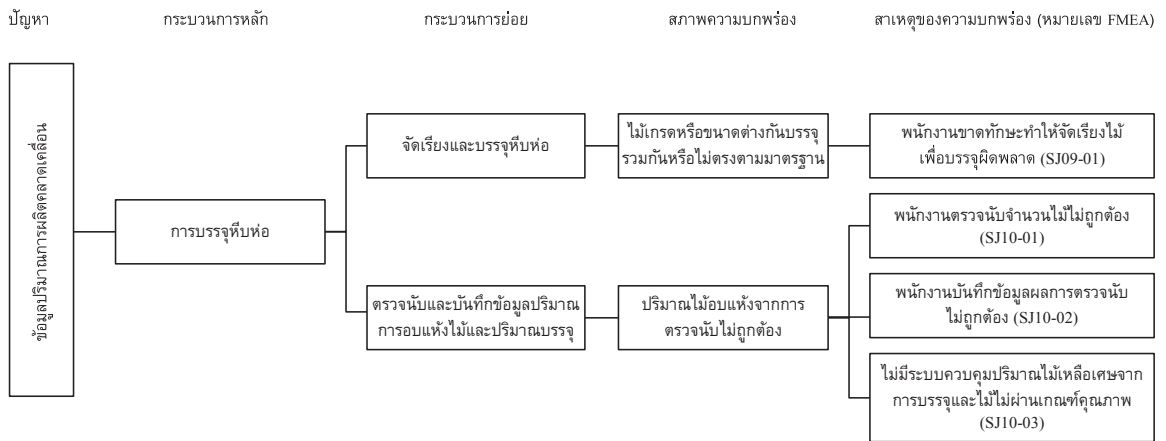 ปัญหา
กระบวนการหลัก
กระบวนการย่อย
สภาพความบกพร่อง
สาเหตุของความบกพร่อง (หมายเลข FMEA)
ข้อมูลปริมาณการผลิตคลาดเคลื่อน
การบรรจุหีบห่อ
จัดเรียงและบรรจุหีบห่อ
ไม้เกรดหรือขนาดต่างกันบรรจุ
รวมกันหรือไม่ตรงตามมาตรฐาน
พนักงานขาดทักษะทำให้จัดเรียงไม้
เพื่อบรรจุผิดพลาด (SJ09-01)
ตรวจนับและบันทึกข้อมูลปริมาณ
การอบแห้งไม้และปริมาณบรรจุ
ปริมาณไม้อบแห้งจากการ
ตรวจนับไม่ถูกต้อง
พนักงานตรวจนับจำนวนไม้ไม่ถูกต้อง
(SJ10-01)
พนักงานบันทึกข้อมูลผลการตรวจนับ
ไม่ถูกต้อง (SJ10-02)
ไม่มีระบบควบคุมปริมาณไม้เหลือเศษจาก
การบรรจุและไม้ไม่ผ่านเกณฑ์คุณภาพ
(SJ10-03)